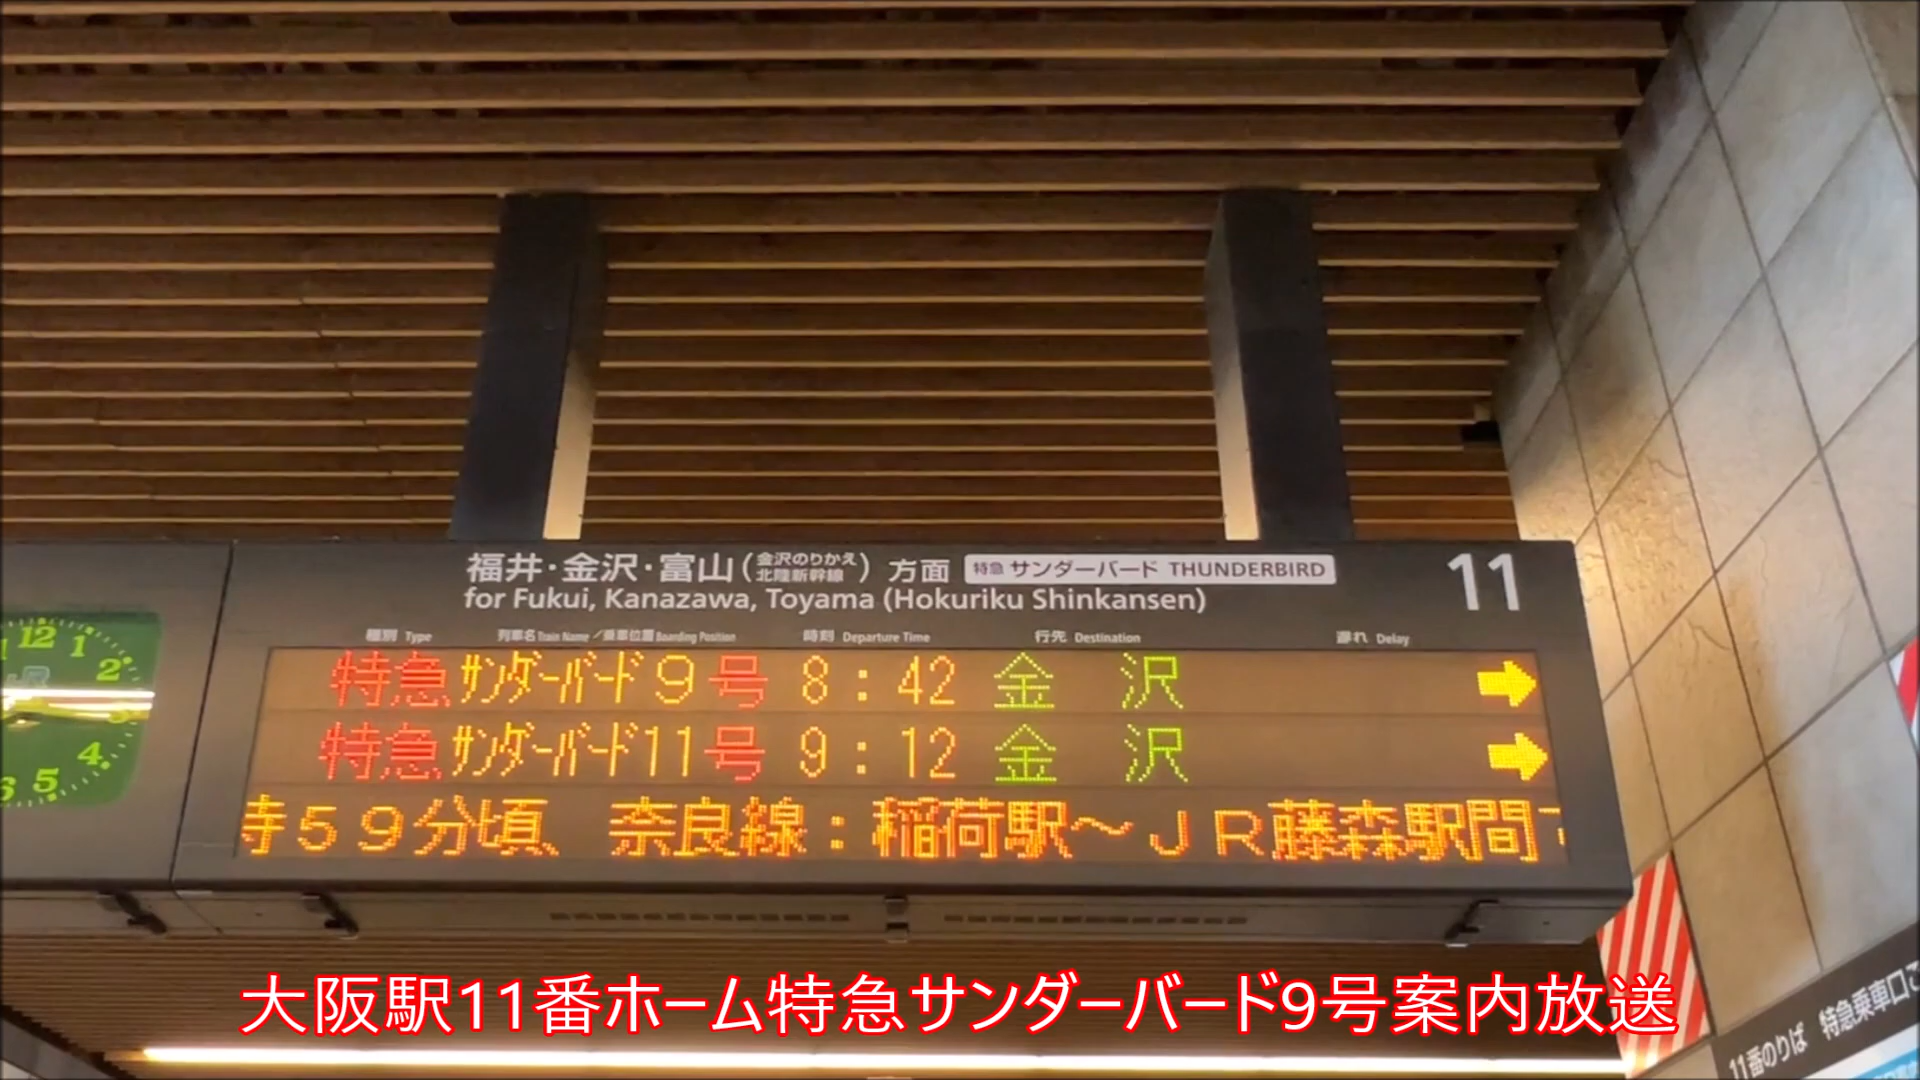 福井・金沢・富山(金沢のりかえ北陸新幹線)方面 特急 サンダーバード THUNDERBIRD 11
for Fukui, Kanazawa, Toyama (Hokuriku Shinkansen)
種別 Type 列車名 Train Name/乗車位置 Boarding Position 時刻 Departure Time 行先 Destination 遅れ Delay
特急 サンダーバード 9号 8:42 金沢 →
特急 サンダーバード 11号 9:12 金沢 →
59分頃、奈良線:稲荷駅~JR藤森駅間
12 1 2 3 4 5 6
大阪駅11番ホーム特急サンダーバード9号案内放送
11番のりば 特急乗車口